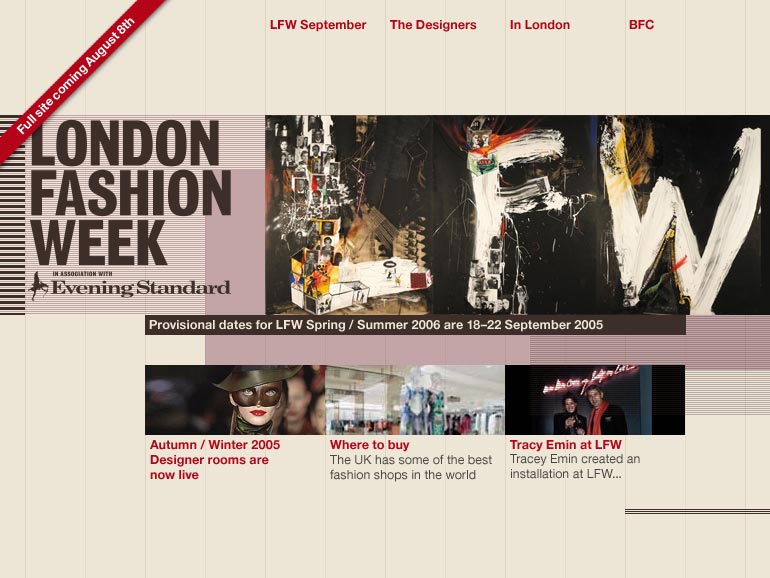 Full site coming August 8th
LFW September
The Designers
In London
BFC
LONDON
FASHION
WEEK
IN ASSOCIATION WITH
Evening Standard
LFW
Provisional dates for LFW Spring / Summer 2006 are 18–22 September 2005
Autumn / Winter 2005
Designer rooms are
now live
Where to buy
The UK has some of the best
fashion shops in the world
Tracy Emin at LFW
Tracey Emin created an
installation at LFW...